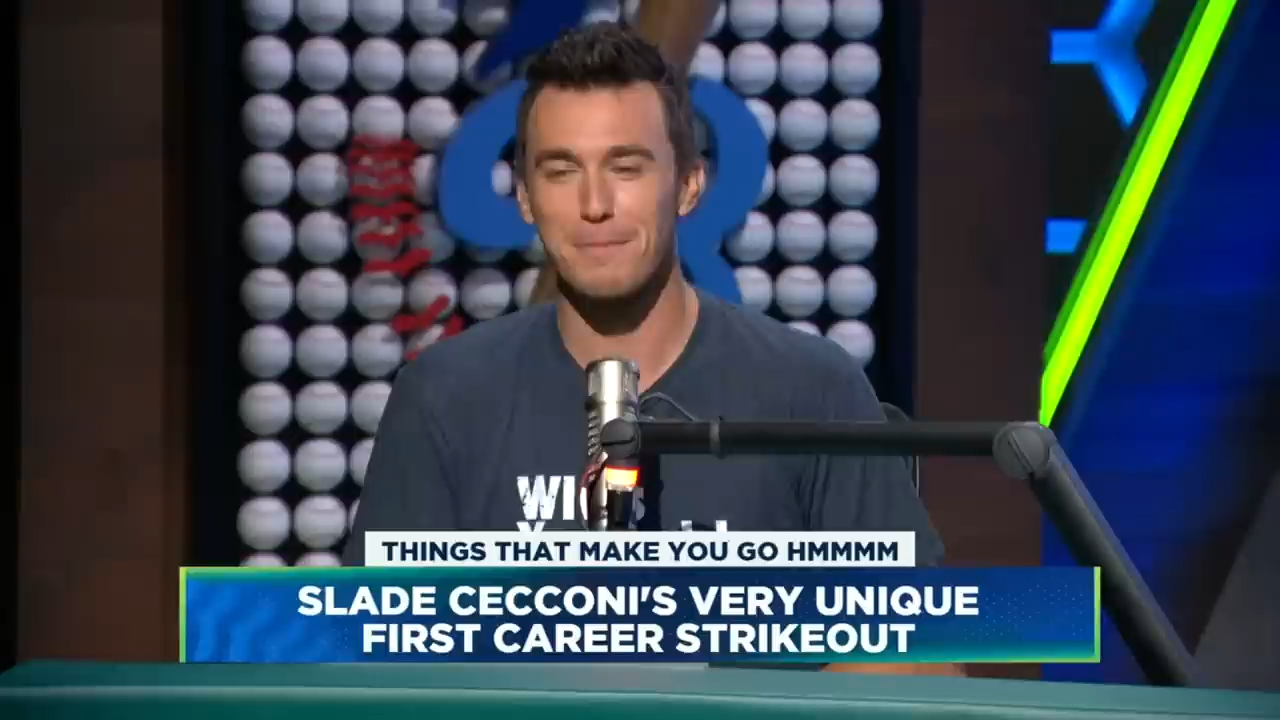 THINGS THAT MAKE YOU GO HMMMM
SLADE CECCONI'S VERY UNIQUE
FIRST CAREER STRIKEOUT